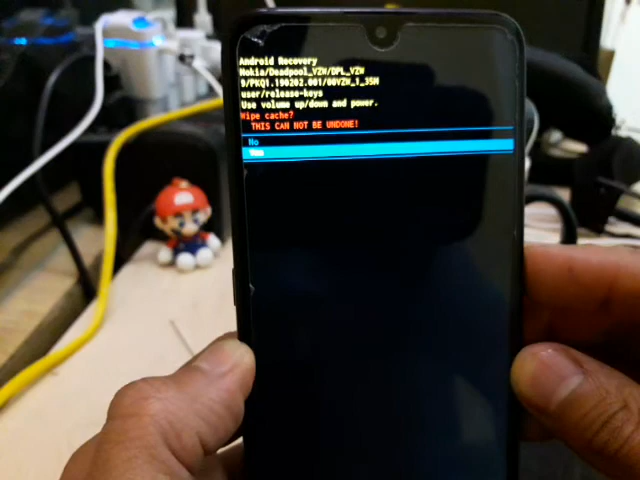 Android Recovery
Nokia/Deadpool_VZW/DPL_VZW
9/PKQ1.190202.001/00VZW_1_35M
user/release-keys
Use volume up/down and power.
Wipe cache?
THIS CAN NOT BE UNDONE!
No
Yes
M